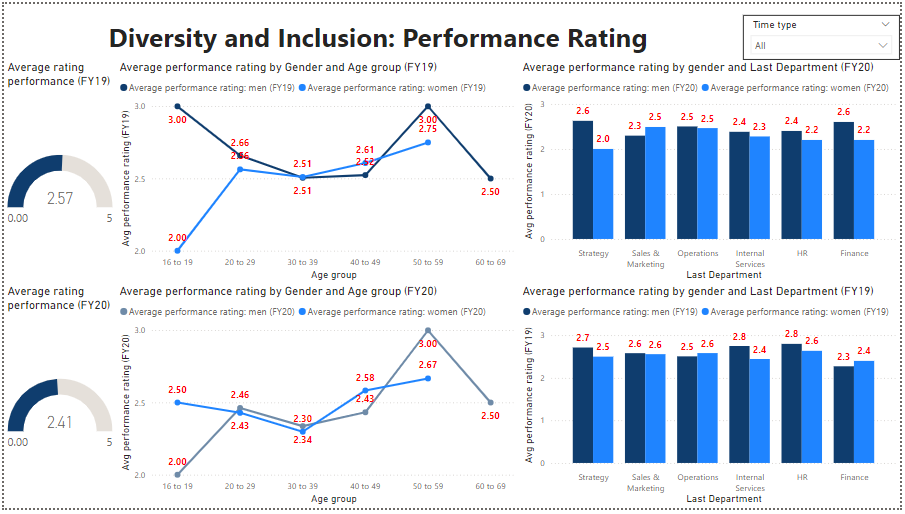 Diversity and Inclusion: Performance Rating
Time type
All
Average rating
performance (FY19)
2.57
0.00
5
Average performance rating by Gender and Age group (FY19)
Average performance rating: men (FY19)
Average performance rating: women (FY19)
Avg performance rating (FY19)
3.0
2.5
2.0
3.00
2.66
2.51
2.61
2.52
3.00
2.75
2.00
2.51
2.50
16 to 19
20 to 29
30 to 39
40 to 49
50 to 59
60 to 69
Age group
Average performance rating by gender and Last Department (FY20)
Average performance rating: men (FY20)
Average performance rating: women (FY20)
Avg performance rating (FY20)
3
2
1
0
2.6
2.0
2.3
2.5
2.5
2.5
2.4
2.3
2.4
2.2
2.6
2.2
Strategy
Sales &
Marketing
Operations
Internal
Services
HR
Finance
Last Department
Average rating
performance (FY20)
2.41
0.00
5
Average performance rating by Gender and Age group (FY20)
Average performance rating: men (FY20)
Average performance rating: women (FY20)
Avg performance rating (FY20)
3.0
2.5
2.0
2.50
2.46
2.30
2.58
2.43
3.00
2.67
2.00
2.43
2.34
2.50
16 to 19
20 to 29
30 to 39
40 to 49
50 to 59
60 to 69
Age group
Average performance rating by gender and Last Department (FY19)
Average performance rating: men (FY19)
Average performance rating: women (FY19)
Avg performance rating (FY19)
3
2
1
0
2.7
2.5
2.6
2.6
2.5
2.6
2.8
2.4
2.8
2.6
2.3
2.4
Strategy
Sales &
Marketing
Operations
Internal
Services
HR
Finance
Last Department